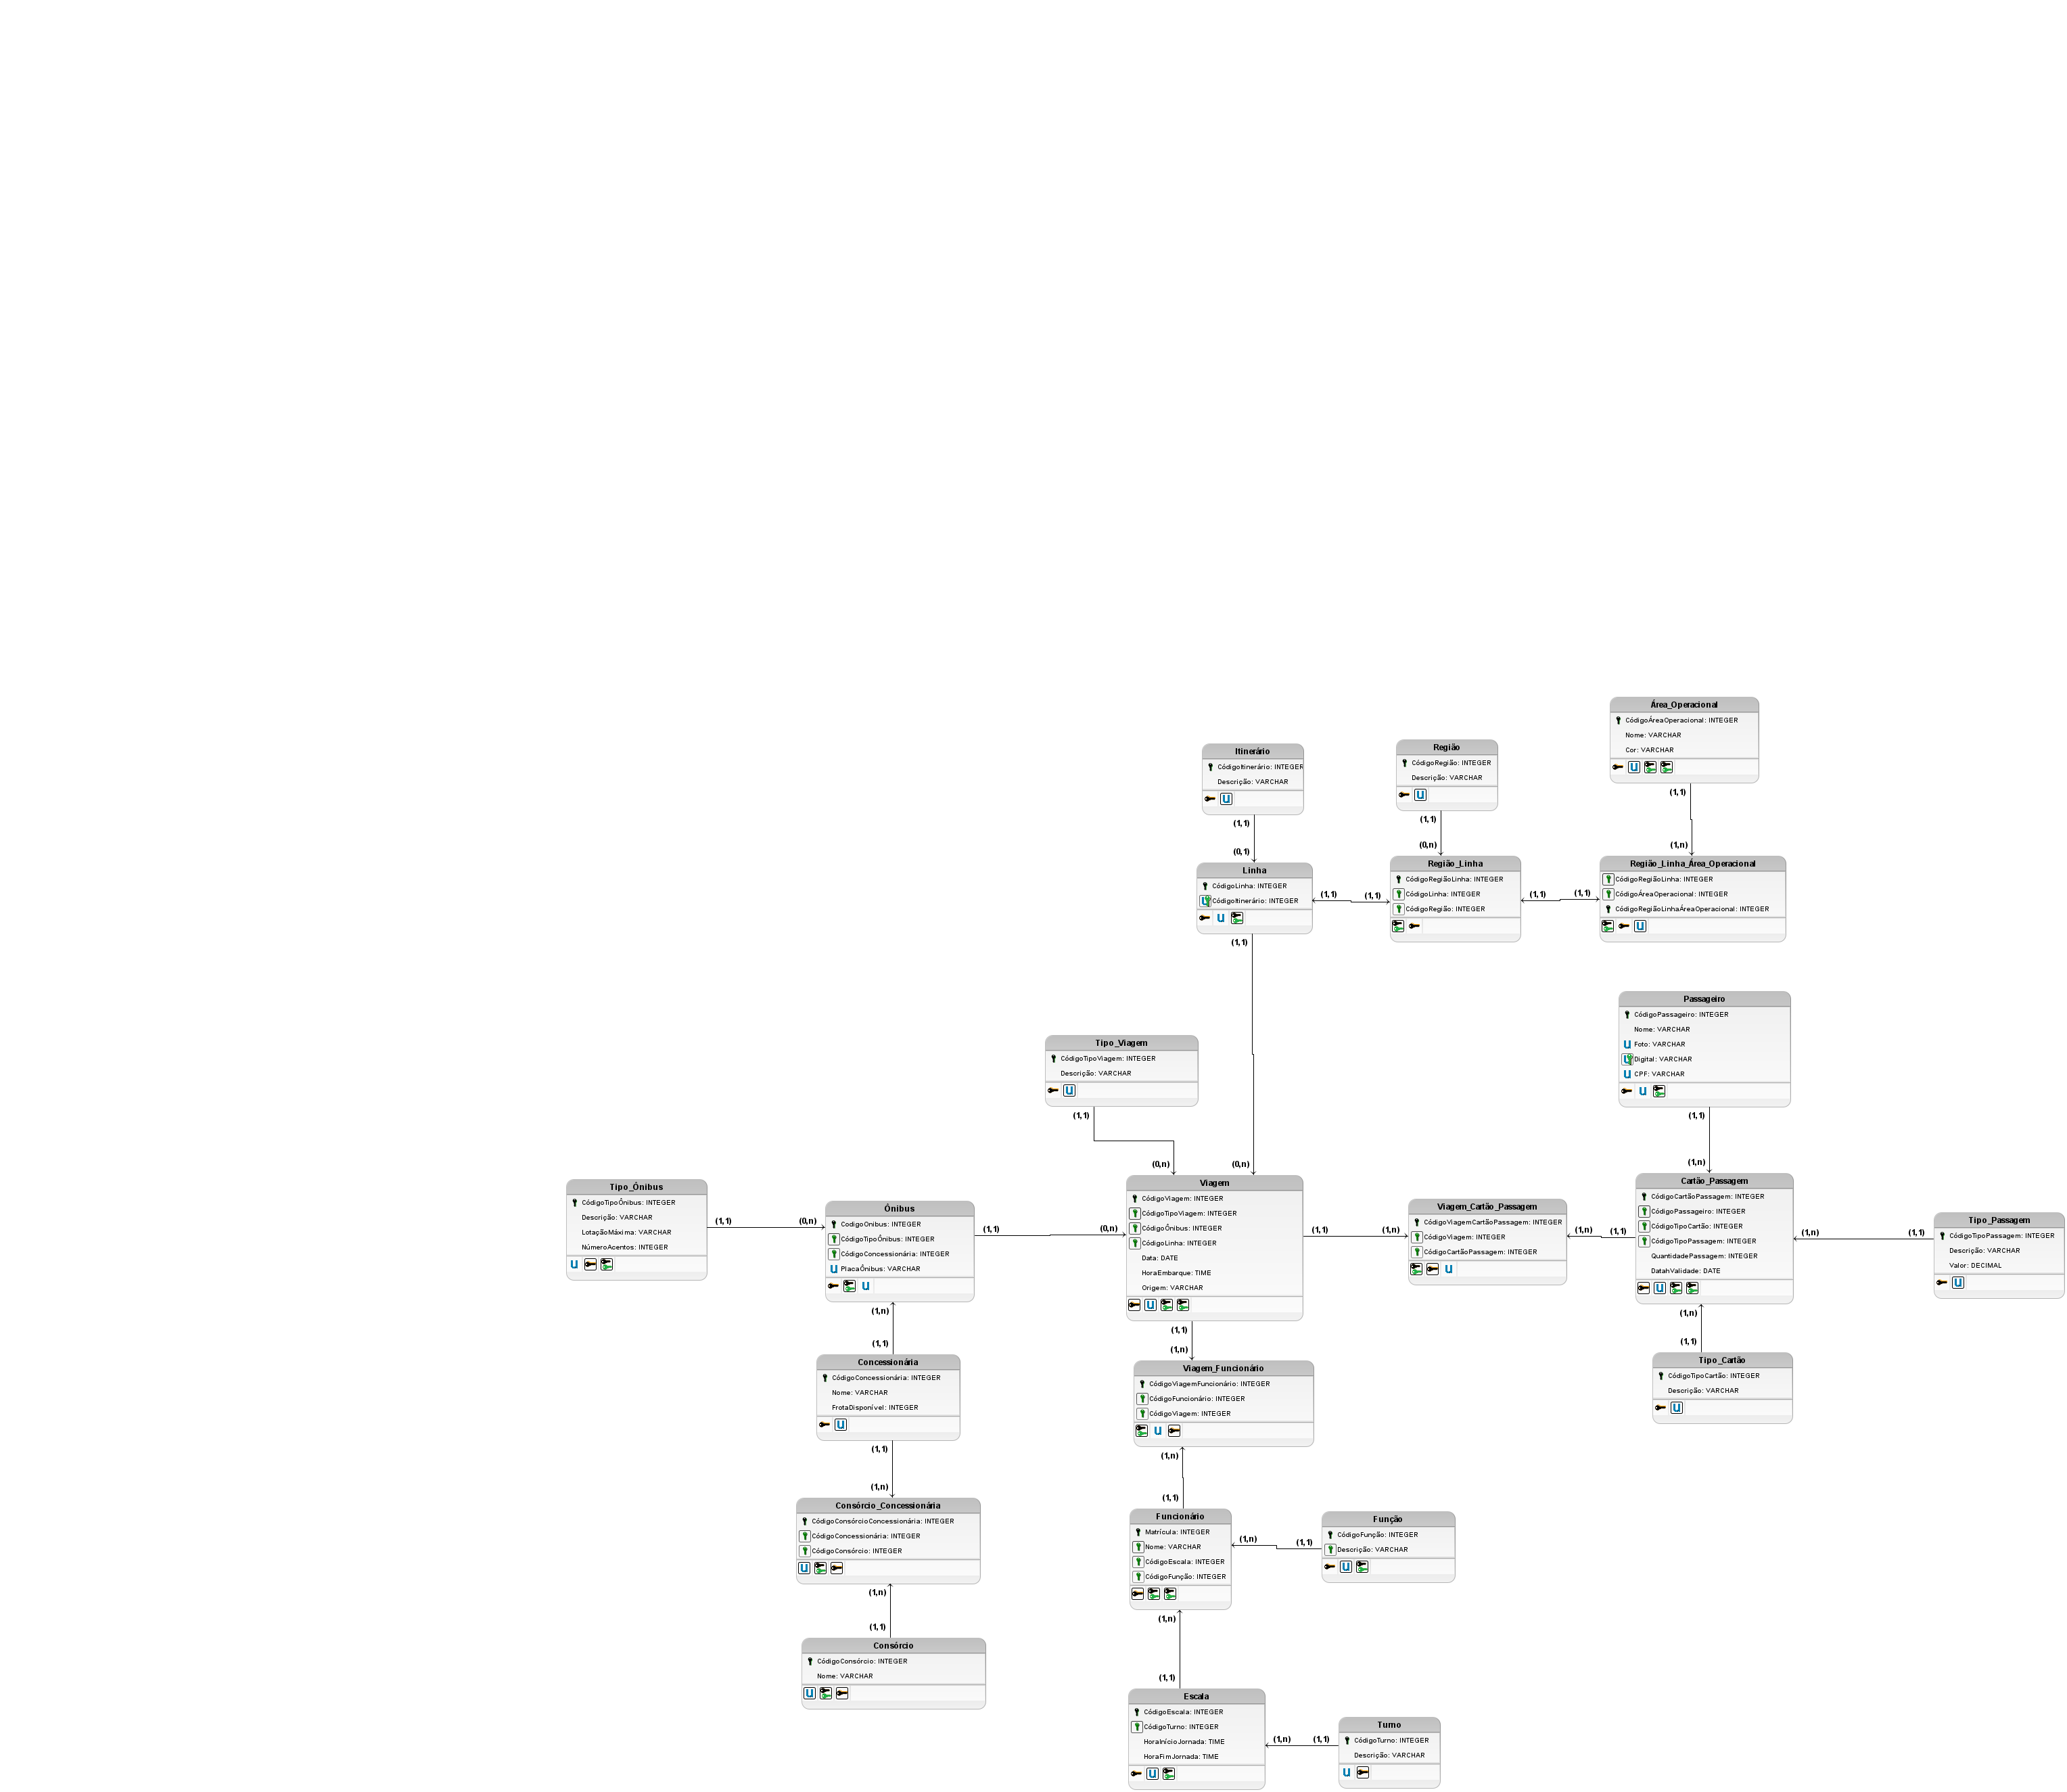 Área_Operacional
CódigoÁreaOperacional: INTEGER
Nome: VARCHAR
Cor: VARCHAR
(1,1)
(1,n)
Itinerário
CódigoItinerário: INTEGER
Descrição: VARCHAR
(1,1)
(0,1)
Região
CódigoRegião: INTEGER
Descrição: VARCHAR
(1,1)
(0,n)
Linha
CódigoLinha: INTEGER
CódigoItinerário: INTEGER
(1,1)
(1,1)
(1,1)
Região_Linha
CódigoRegiãoLinha: INTEGER
CódigoLinha: INTEGER
CódigoRegião: INTEGER
(1,1)
(1,1)
Região_Linha_Área_Operacional
CódigoRegiãoLinha: INTEGER
CódigoÁreaOperacional: INTEGER
CódigoRegiãoLinhaÁreaOperacional: INTEGER
Passageiro
CódigoPassageiro: INTEGER
Nome: VARCHAR
Foto: VARCHAR
Digital: VARCHAR
CPF: VARCHAR
(1,1)
(1,n)
Tipo_Viagem
CódigoTipoViagem: INTEGER
Descrição: VARCHAR
(1,1)
(0,n)
(0,n)
Tipo_Ônibus
CódigoTipoÔnibus: INTEGER
Descrição: VARCHAR
LotaçãoMáxima: VARCHAR
NúmeroAcentos: INTEGER
(1,1)
(0,n)
Ônibus
CodigoOnibus: INTEGER
CódigoTipoÔnibus: INTEGER
CódigoConcessionária: INTEGER
PlacaÔnibus: VARCHAR
(1,1)
(0,n)
(1,n)
(1,1)
Viagem
CódigoViagem: INTEGER
CódigoTipoViagem: INTEGER
CódigoÔnibus: INTEGER
CódigoLinha: INTEGER
Data: DATE
HoraEmbarque: TIME
Origem: VARCHAR
(1,1)
(1,n)
(1,1)
(1,n)
Viagem_Cartão_Passagem
CódigoViagemCartãoPassagem: INTEGER
CódigoViagem: INTEGER
CódigoCartãoPassagem: INTEGER
(1,n)
(1,1)
Cartão_Passagem
CódigoCartãoPassagem: INTEGER
CódigoPassageiro: INTEGER
CódigoTipoCartão: INTEGER
CódigoTipoPassagem: INTEGER
QuantidadePassagem: INTEGER
DatahValidade: DATE
(1,n)
(1,1)
(1,n)
(1,1)
Tipo_Passagem
CódigoTipoPassagem: INTEGER
Descrição: VARCHAR
Valor: DECIMAL
Tipo_Cartão
CódigoTipoCartão: INTEGER
Descrição: VARCHAR
Concessionária
CódigoConcessionária: INTEGER
Nome: VARCHAR
FrotaDisponível: INTEGER
(1,1)
(1,n)
Viagem_Funcionário
CódigoViagemFuncionário: INTEGER
CódigoFuncionário: INTEGER
CódigoViagem: INTEGER
(1,n)
(1,1)
Consórcio_Concessionária
CódigoConsórcioConcessionária: INTEGER
CódigoConcessionária: INTEGER
CódigoConsórcio: INTEGER
(1,n)
(1,1)
Funcionário
Matrícula: INTEGER
Nome: VARCHAR
CódigoEscala: INTEGER
CódigoFunção: INTEGER
(1,n)
(1,1)
Função
CódigoFunção: INTEGER
Descrição: VARCHAR
(1,n)
(1,1)
Consórcio
CódigoConsórcio: INTEGER
Nome: VARCHAR
Escala
CódigoEscala: INTEGER
CódigoTurno: INTEGER
HoraInícioJornada: TIME
HoraFimJornada: TIME
(1,n)
(1,1)
Turno
CódigoTurno: INTEGER
Descrição: VARCHAR